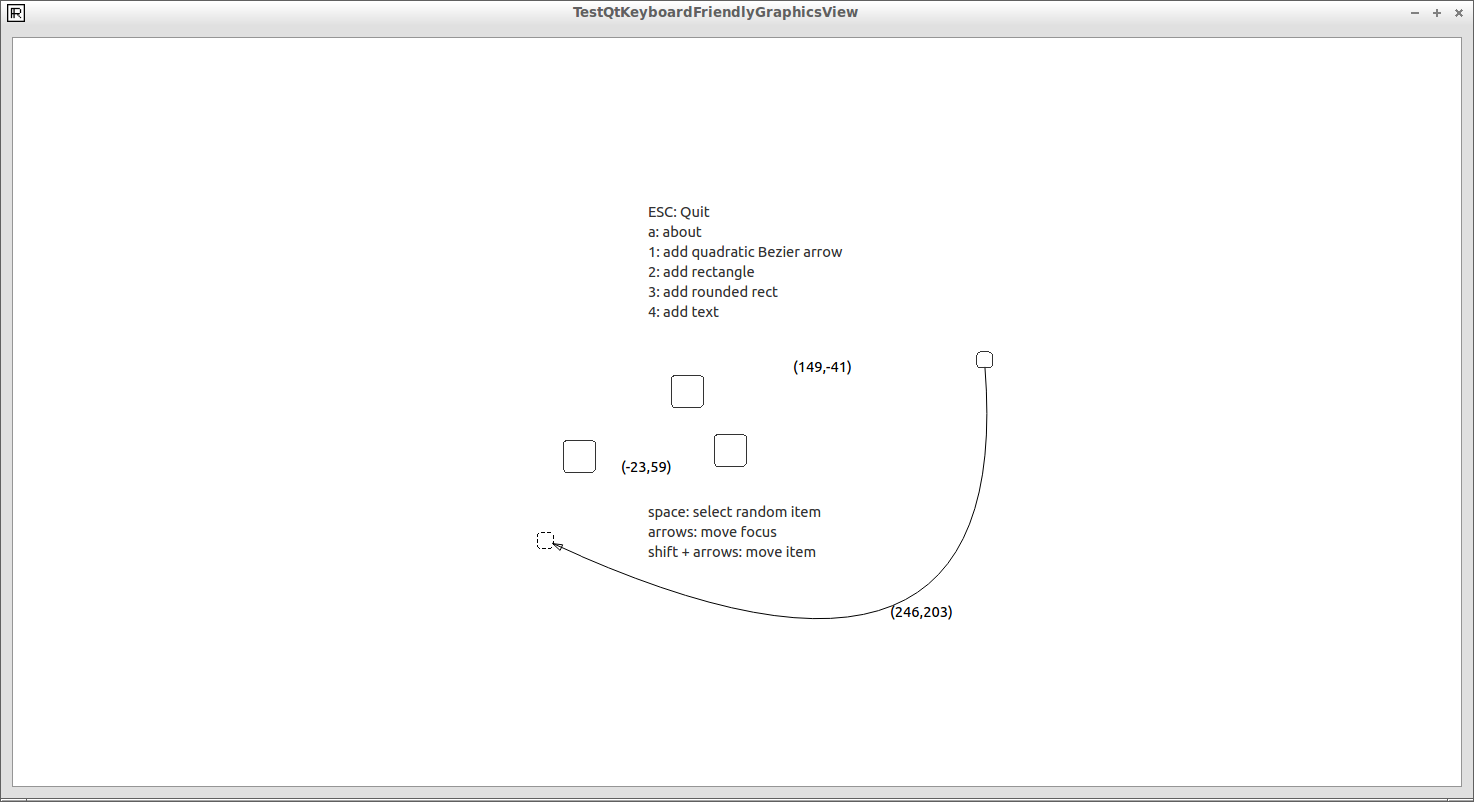 TestQtKeyboardFriendlyGraphicsView
ESC: Quit
a: about
1: add quadratic Bezier arrow
2: add rectangle
3: add rounded rect
4: add text
(149,-41)
(-23,59)
space: select random item
arrows: move focus
shift + arrows: move item
(246,203)